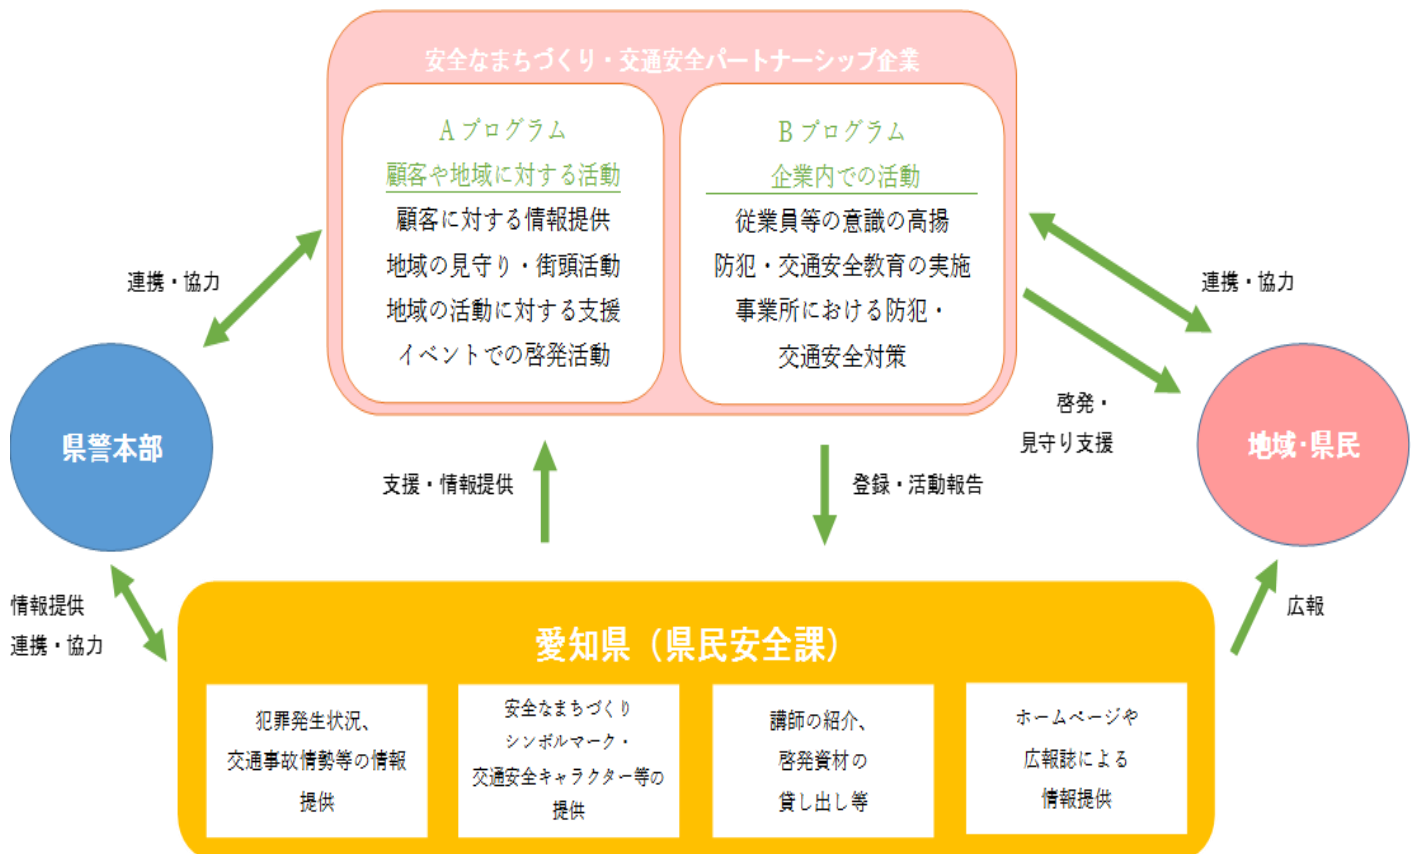 安全なまちづくり・交通安全パートナーシップ企業
Aプログラム
顧客や地域に対する活動
顧客に対する情報提供
地域の見守り・街頭活動
地域の活動に対する支援
イベントでの啓発活動
Bプログラム
企業内での活動
従業員等の意識の高揚
防犯・交通安全教育の実施
事業所における防犯・
交通安全対策
連携・協力
連携・協力
県警本部
啓発・
見守り支援
地域・県民
支援・情報提供
登録・活動報告
情報提供
連携・協力
広報
愛知県（県民安全課）
犯罪発生状況、
交通事故情勢等の情報
提供
安全なまちづくり
シンボルマーク・
交通安全キャラクター等の
提供
講師の紹介、
啓発資材の
貸し出し等
ホームページや
広報誌による
情報提供